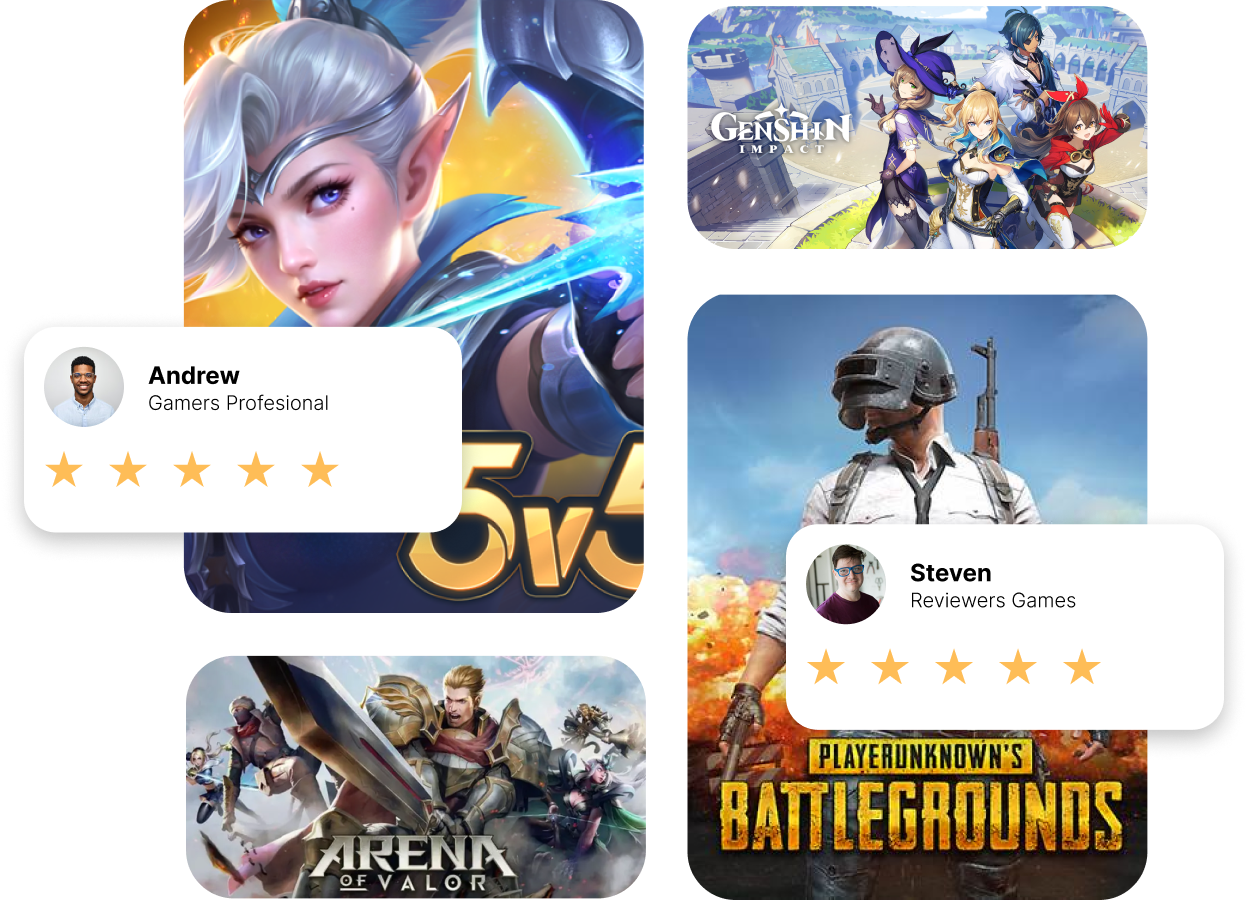 GENSHIN
IMPACT
Andrew
Gamers Profesional
5v5
Steven
Reviewers Games
PLAYERUNKNOWN'S
BATTLEGROUNDS
ARENA
OF VALOR